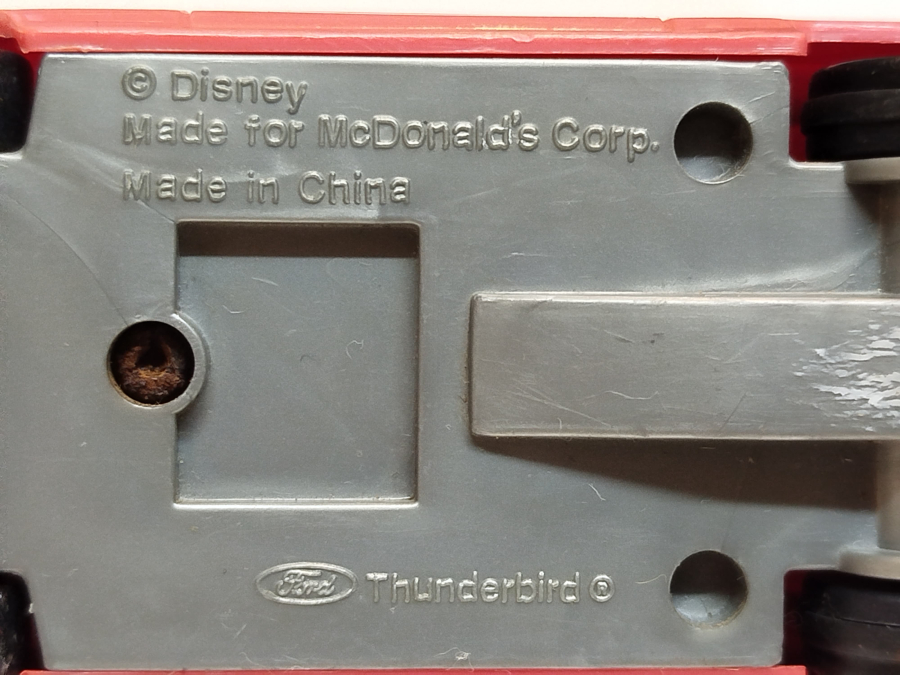 © Disney
Made for McDonald's Corp.
Made in China
Ford Thunderbird ®